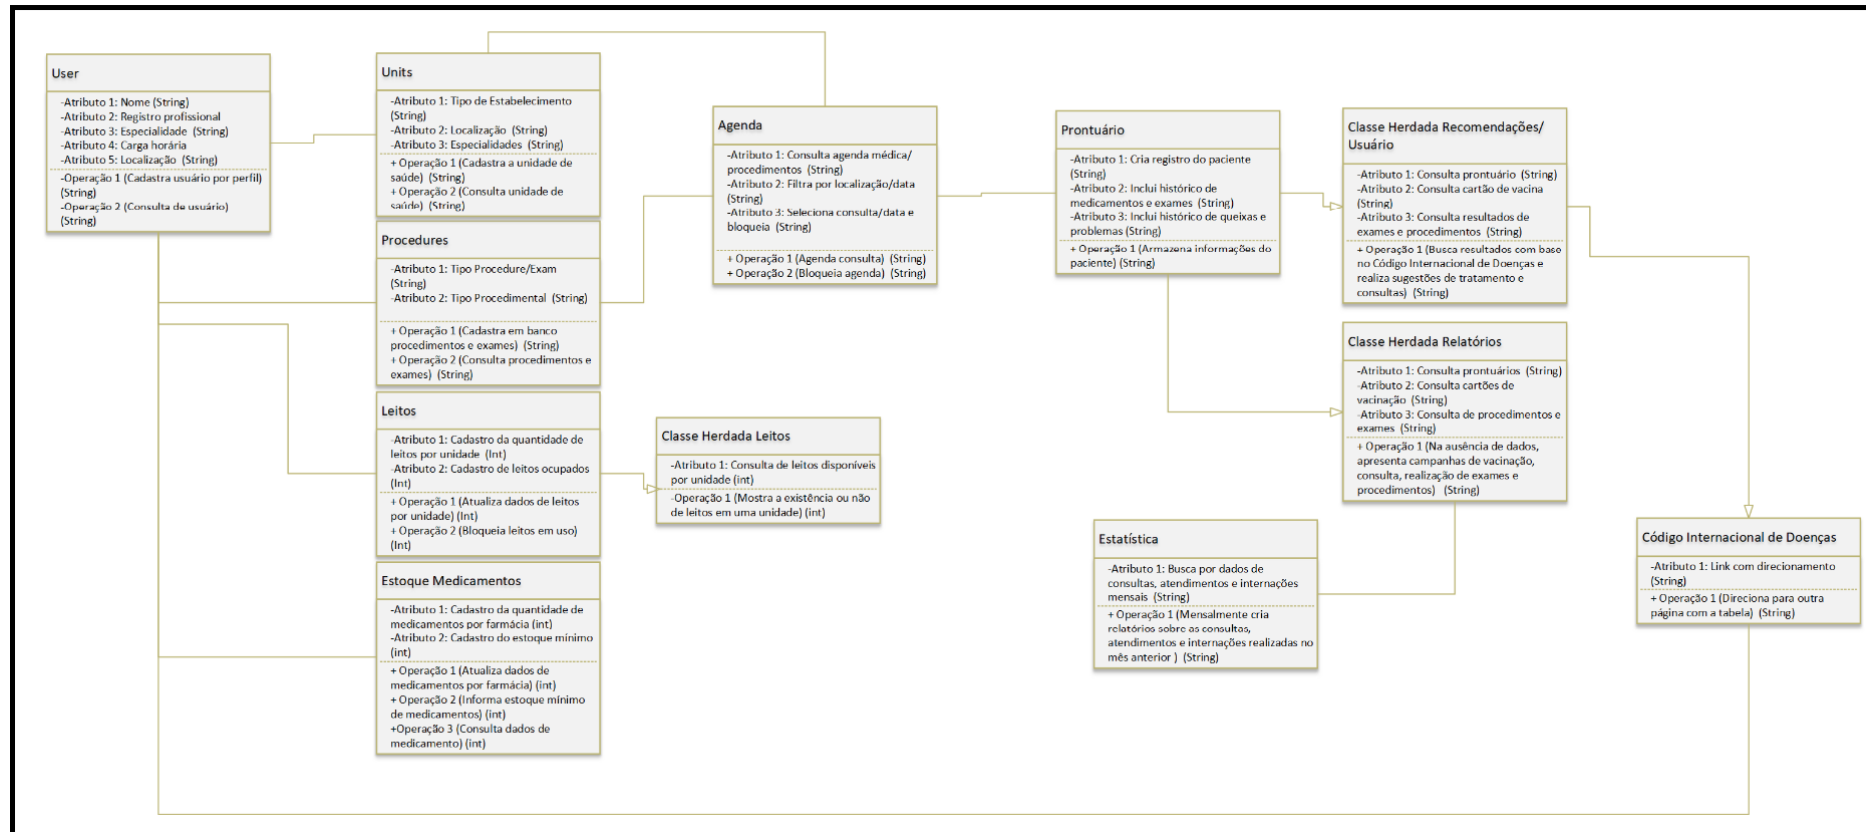 User
-Atributo 1: Nome (String)
-Atributo 2: Registro profissional
-Atributo 3: Especialidade (String)
-Atributo 4: Carga horária
-Atributo 5: Localização (String)
-Operação 1 (Cadastra usuário por perfil)
(String)
-Operação 2 (Consulta de usuário)
(String)
Units
-Atributo 1: Tipo de Estabelecimento
(String)
-Atributo 2: Localização (String)
-Atributo 3: Especialidades (String)
+ Operação 1 (Cadastra a unidade de
saúde) (String)
+ Operação 2 (Consulta unidade de
saúde) (String)
Procedures
-Atributo 1: Tipo Procedure/Exam
(String)
-Atributo 2: Tipo Procedimental (String)
+ Operação 1 (Cadastra em banco
procedimentos e exames) (String)
+ Operação 2 (Consulta procedimentos e
exames) (String)
Leitos
-Atributo 1: Cadastro da quantidade de
leitos por unidade (Int)
-Atributo 2: Cadastro de leitos ocupados
(Int)
+ Operação 1 (Atualiza dados de leitos
por unidade) (Int)
+ Operação 2 (Bloqueia leitos em uso)
(Int)
Estoque Medicamentos
-Atributo 1: Cadastro da quantidade de
medicamentos por farmácia (int)
-Atributo 2: Cadastro do estoque mínimo
(int)
+ Operação 1 (Atualiza dados de
medicamentos por farmácia) (int)
+ Operação 2 (Informa estoque mínimo
de medicamentos) (int)
+Operação 3 (Consulta dados de
medicamento) (int)
Classe Herdada Leitos
-Atributo 1: Consulta de leitos disponíveis
por unidade (int)
-Operação 1 (Mostra a existência ou não
de leitos em uma unidade) (int)
Agenda
-Atributo 1: Consulta agenda médica/
procedimentos (String)
-Atributo 2: Filtra por localização/data
(String)
-Atributo 3: Seleciona consulta/data e
bloqueia (String)
+ Operação 1 (Agenda consulta) (String)
+ Operação 2 (Bloqueia agenda) (String)
Prontuário
-Atributo 1: Cria registro do paciente
(String)
-Atributo 2: Inclui histórico de
medicamentos e exames (String)
-Atributo 3: Inclui histórico de queixas e
problemas (String)
+ Operação 1 (Armazena informações do
paciente) (String)
Classe Herdada Recomendações/
Usuário
-Atributo 1: Consulta prontuário (String)
-Atributo 2: Consulta cartão de vacina
(String)
-Atributo 3: Consulta resultados de
exames e procedimentos (String)
+ Operação 1 (Busca resultados com base
no Código Internacional de Doenças e
realiza sugestões de tratamento e
consultas) (String)
Classe Herdada Relatórios
-Atributo 1: Consulta prontuários (String)
-Atributo 2: Consulta cartões de
vacinação (String)
-Atributo 3: Consulta de procedimentos e
exames (String)
+ Operação 1 (Na ausência de dados,
apresenta campanhas de vacinação,
consulta, realização de exames e
procedimentos) (String)
Estatística
-Atributo 1: Busca por dados de
consultas, atendimentos e internações
mensais (String)
+ Operação 1 (Mensalmente cria
relatórios sobre as consultas,
atendimentos e internações realizadas no
mês anterior ) (String)
Código Internacional de Doenças
-Atributo 1: Link com direcionamento
(String)
+ Operação 1 (Direciona para outra
página com a tabela) (String)